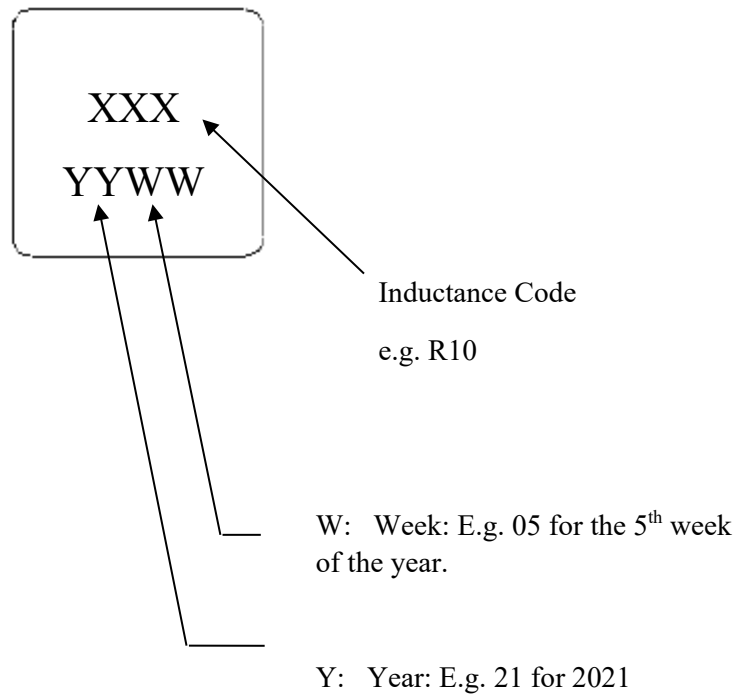 XXX
YYWW
Inductance Code
e.g. R10
W: Week: E.g. 05 for the 5th week
of the year.
Y: Year: E.g. 21 for 2021